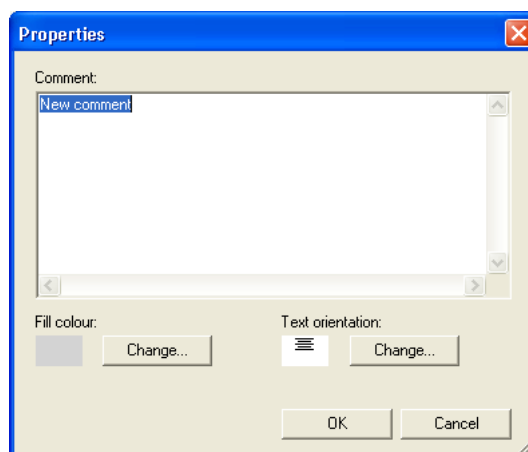 Properties
Comment:
New comment
Fill colour: Text orientation:
Change... Change...
OK Cancel